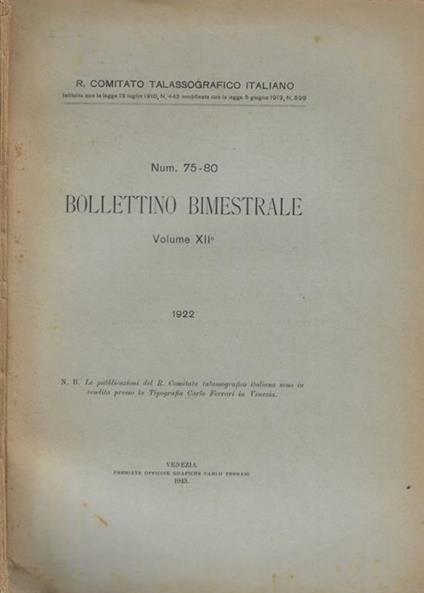 R. COMITATO TALASSOGRAFICO ITALIANO
Istituito con la legge 13 luglio 1910, N. 442 modificata con la legge 5 giugno 1913, N. 599
Num. 75-80
BOLLETTINO BIMESTRALE
Volume XIIº
1922
N. B. Le pubblicazioni del R. Comitato talassografico italiano sono in
vendita presso la Tipografia Carlo Ferrari in Venezia.
VENEZIA
PREMIATE OFFICINE GRAFICHE CARLO FERRARI
1923.